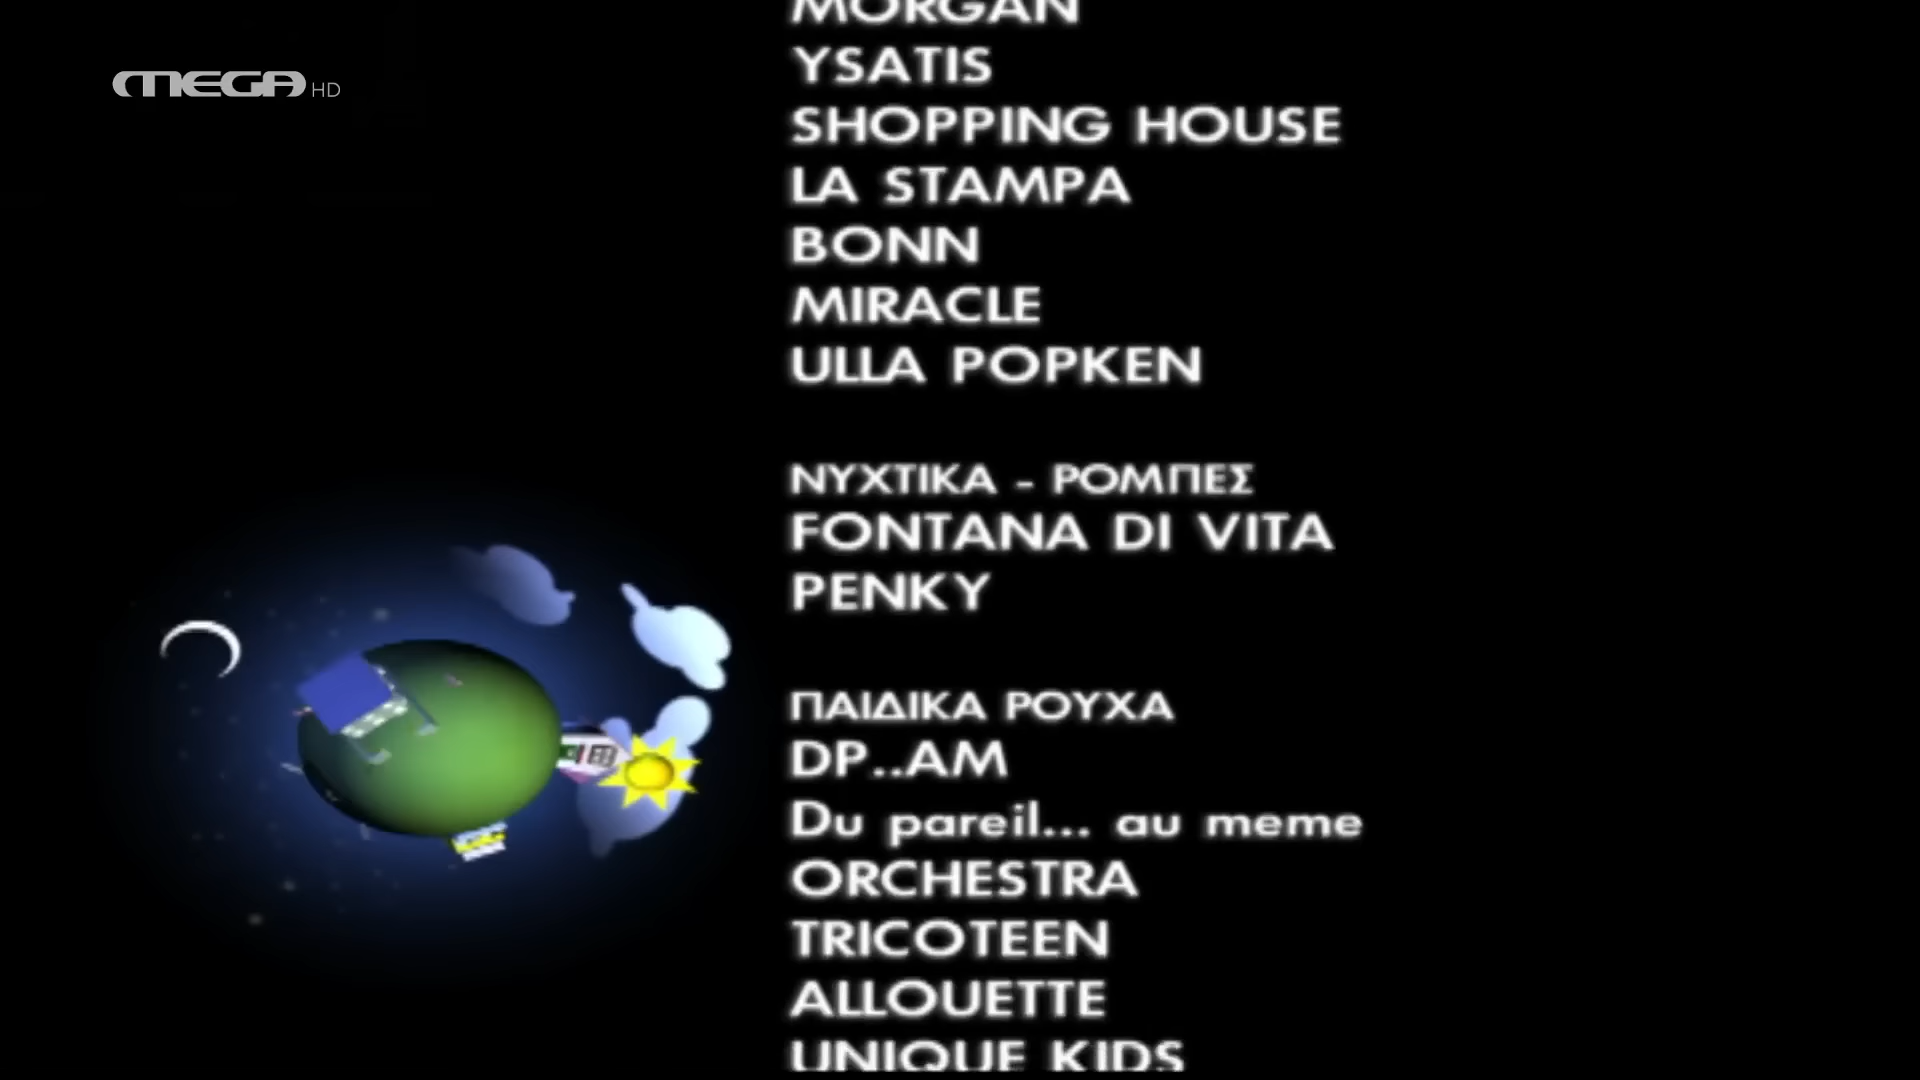 MORGAN
MEGA HD
YSATIS
SHOPPING HOUSE
LA STAMPA
BONN
MIRACLE
ULLA POPKEN
ΝΥΧΤΙΚΑ - ΡΟΜΠΕΣ
FONTANA DI VITA
PENKY
ΠΑΙΔΙΚΑ ΡΟΥΧΑ
DP..AM
Du pareil... au meme
ORCHESTRA
TRICOTEEN
ALLOUETTE
UNIQUE KIDS